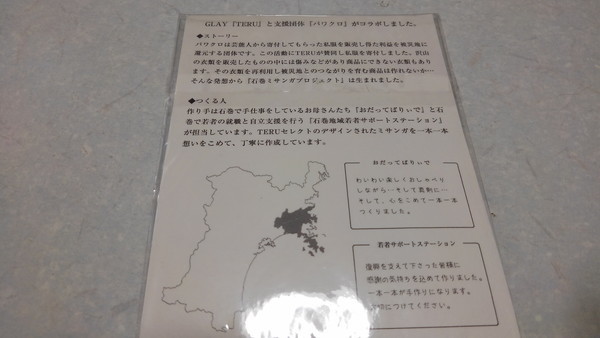 GLAY『TERU』と支援団体『パワクロ』がコラボしました。
◆ストーリー
パワクロは芸能人から寄付してもらった私服を販売し得た利益を被災地に
還元する団体です。この活動にTERUが賛同し私服を寄付しました。沢山
の衣類を販売したものの中には傷みなどがあり商品にできない衣類もあり
ます。その衣類を再利用し被災地とのつながりを育む商品は作れないか…
そんな発想から『石巻ミサンガプロジェクト』は生まれました。
◆つくる人
作り手は石巻で手仕事をしているお母さんたち『おだってばりぃで』と石
巻で若者の就職と自立支援を行う『石巻地域若者サポートステーション』
が担当しています。TERUセレクトのデザインされたミサンガを一本一本
想いをこめて、丁寧に作成しています。
おだってばりぃで
わいわい楽しくおしゃべり
しながら…そして真剣に…
そして、心をこめて一本一本
つくりました。
若者サポートステーション
復興を支えて下さった皆様に
感謝の気持ちを込めて作りました。
一本一本が手作りになります。
切につけてください。